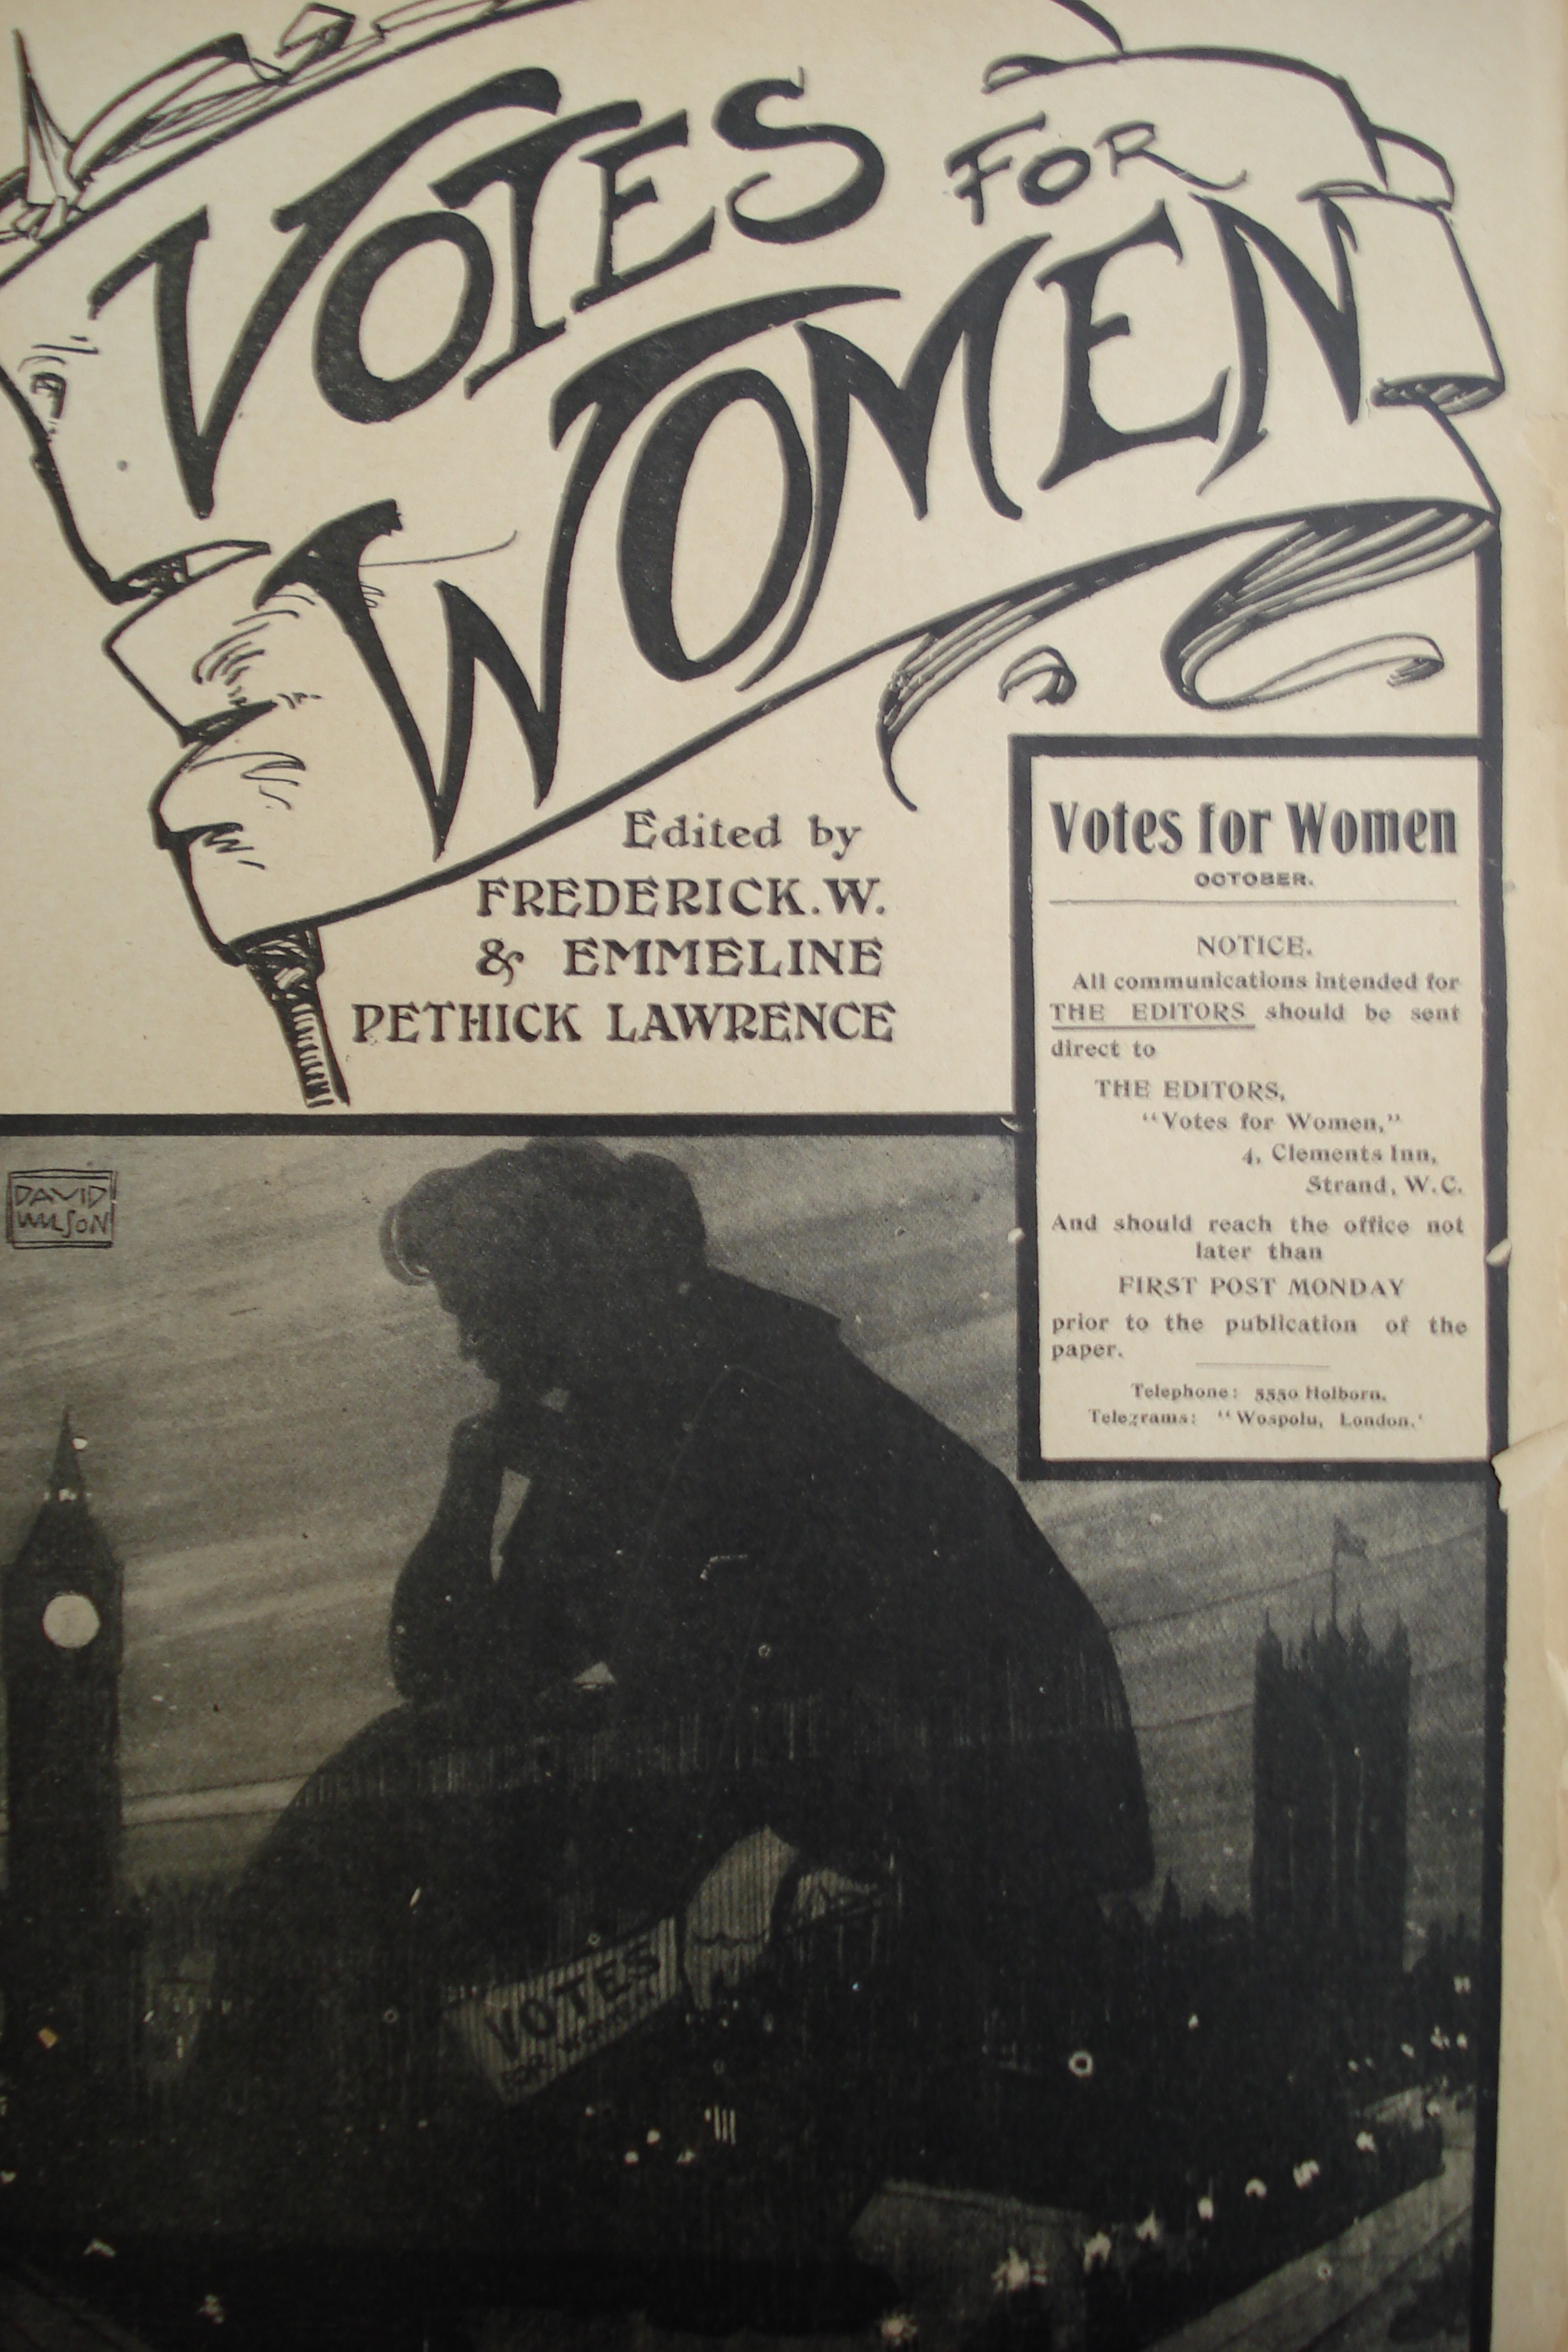 VOTES FOR
WOMEN
Edited by
FREDERICK. W.
& EMMELINE
PETHICK LAWRENCE
Votes for Women
OCTOBER.
NOTICE.
All communications intended for
THE EDITORS should be sent
direct to
THE EDITORS,
"Votes for Women,"
4, Clements Inn,
Strand, W.C.
And should reach the office not
later than
FIRST POST MONDAY
prior to the publication of the
paper.
Telephone: 5550 Holborn.
Telegrams: "Wospolu, London.'
DAVID
WILSON
VOTES
FOR WOMEN